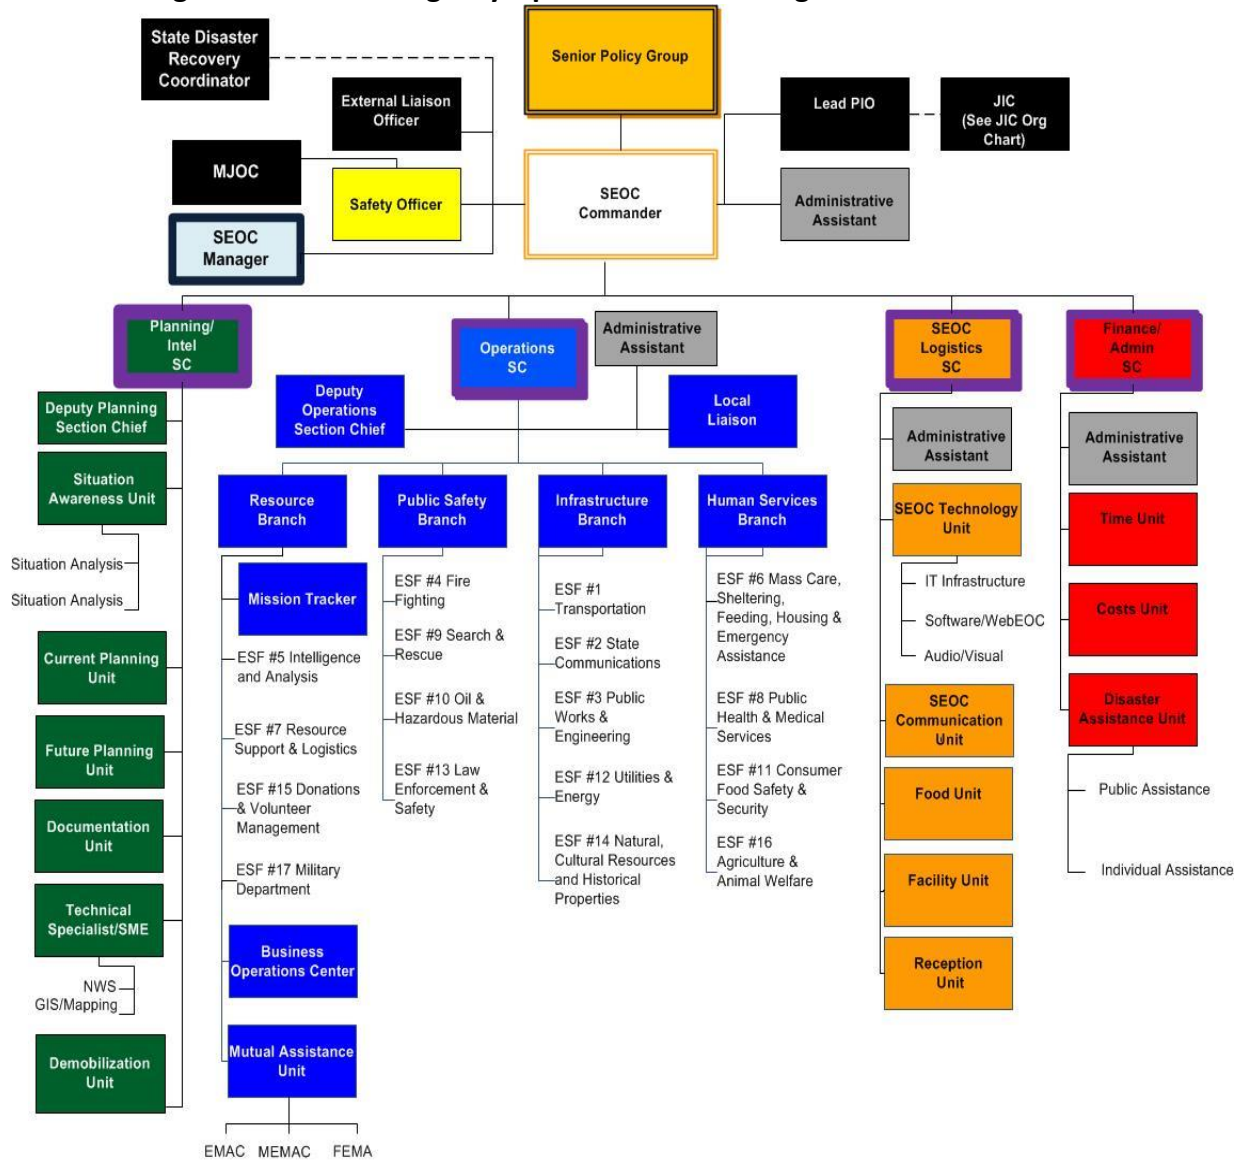 State Disaster
Recovery
Coordinator
Senior Policy Group
External Liaison
Officer
Lead PIO
JIC
(See JIC Org
Chart)
MJOC
Safety Officer
SEOC
Commander
Administrative
Assistant
SEOC
Manager
Planning/
Intel
SC
Operations
SC
Administrative
Assistant
SEOC
Logistics
SC
Finance/
Admin
SC
Deputy Planning
Section Chief
Deputy
Operations
Section Chief
Local
Liaison
Administrative
Assistant
Administrative
Assistant
Situation
Awareness Unit
Situation Analysis
Situation Analysis
Current Planning
Unit
Future Planning
Unit
Documentation
Unit
Technical
Specialist/SME
NWS
GIS/Mapping
Demobilization
Unit
Resource
Branch
Mission Tracker
ESF #5 Intelligence
and Analysis
ESF #7 Resource
Support & Logistics
ESF #15 Donations
& Volunteer
Management
ESF #17 Military
Department
Business
Operations Center
Mutual Assistance
Unit
EMAC
MEMAC
FEMA
Public Safety
Branch
ESF #4 Fire
Fighting
ESF #9 Search &
Rescue
ESF #10 Oil &
Hazardous Material
ESF #13 Law
Enforcement &
Safety
Infrastructure
Branch
ESF #1
Transportation
ESF #2 State
Communications
ESF #3 Public
Works &
Engineering
ESF #12 Utilities &
Energy
ESF #14 Natural,
Cultural Resources
and Historical
Properties
Human Services
Branch
ESF #6 Mass Care,
Sheltering,
Feeding, Housing &
Emergency
Assistance
ESF #8 Public
Health & Medical
Services
ESF #11 Consumer
Food Safety &
Security
ESF #16
Agriculture &
Animal Welfare
SEOC Technology
Unit
IT Infrastructure
Software/WebEOC
Audio/Visual
SEOC
Communication
Unit
Food Unit
Facility Unit
Reception
Unit
Time Unit
Costs Unit
Disaster
Assistance Unit
Public Assistance
Individual Assistance